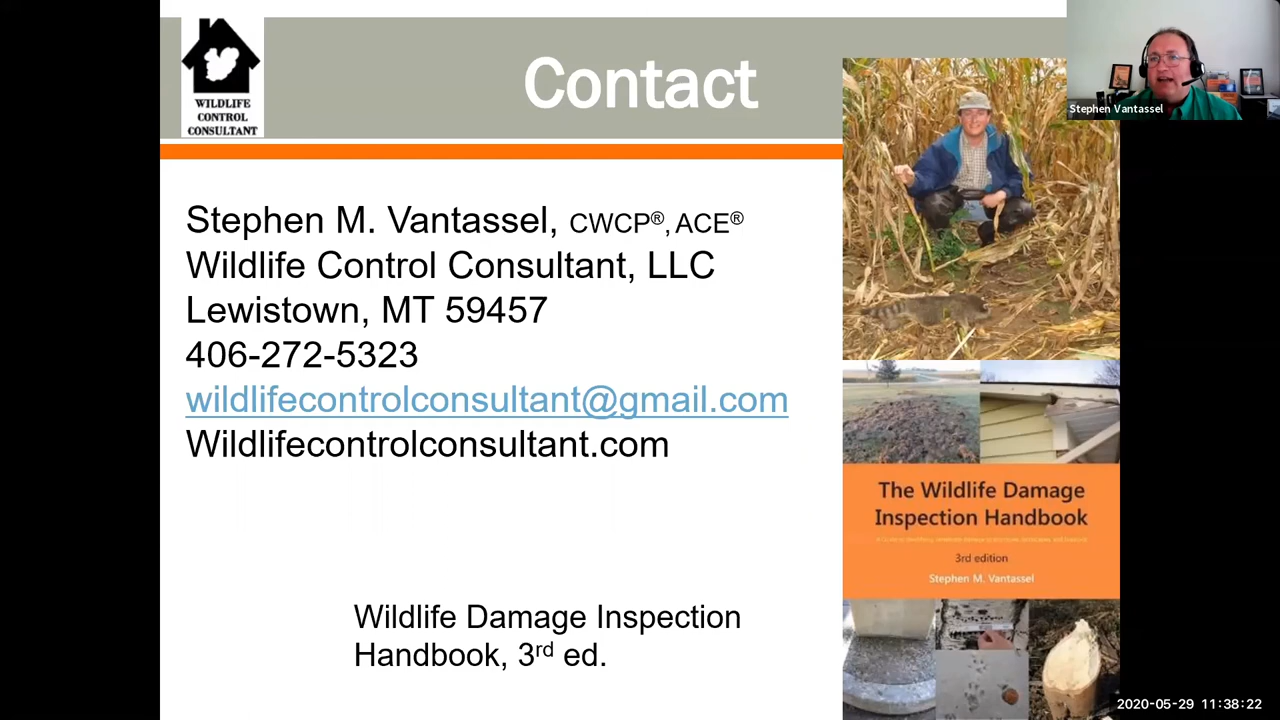 WILDLIFE
CONTROL
CONSULTANT
Contact
Stephen Vantassel
Stephen M. Vantassel, CWCP®, ACE®
Wildlife Control Consultant, LLC
Lewistown, MT 59457
406-272-5323
wildlifecontrolconsultant@gmail.com
Wildlifecontrolconsultant.com
The Wildlife Damage
Inspection Handbook
3rd edition
Stephen M. Vantassel
Wildlife Damage Inspection
Handbook, 3rd ed.
2020-05-29 11:38:22